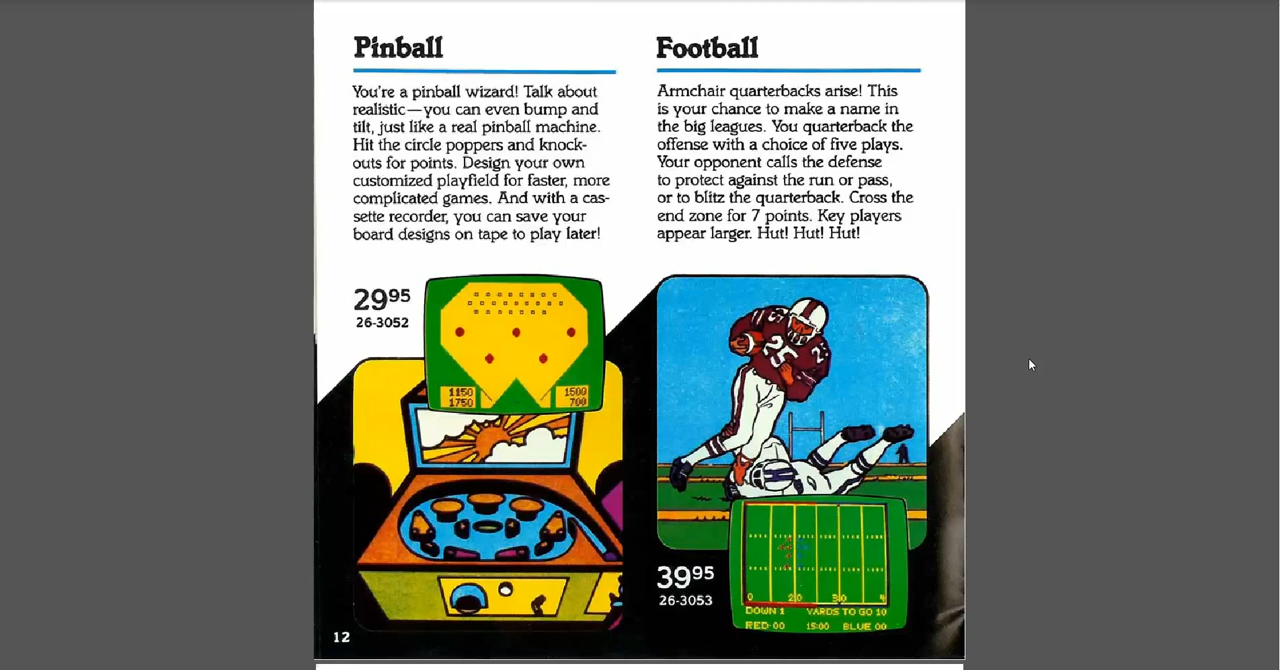 Pinball
You're a pinball wizard! Talk about
realistic—you can even bump and
tilt, just like a real pinball machine.
Hit the circle poppers and knock-
outs for points. Design your own
customized playfield for faster, more
complicated games. And with a cas-
sette recorder, you can save your
board designs on tape to play later!
29⁹⁵
26-3052
1150
1750
1500
700
Football
Armchair quarterbacks arise! This
is your chance to make a name in
the big leagues. You quarterback the
offense with a choice of five plays.
Your opponent calls the defense
to protect against the run or pass,
or to blitz the quarterback. Cross the
end zone for 7 points. Key players
appear larger. Hut! Hut! Hut!
25
39⁹⁵
26-3053
DOWN 1 YARDS TO GO 10
RED 00 15:00 BLUE 00
12